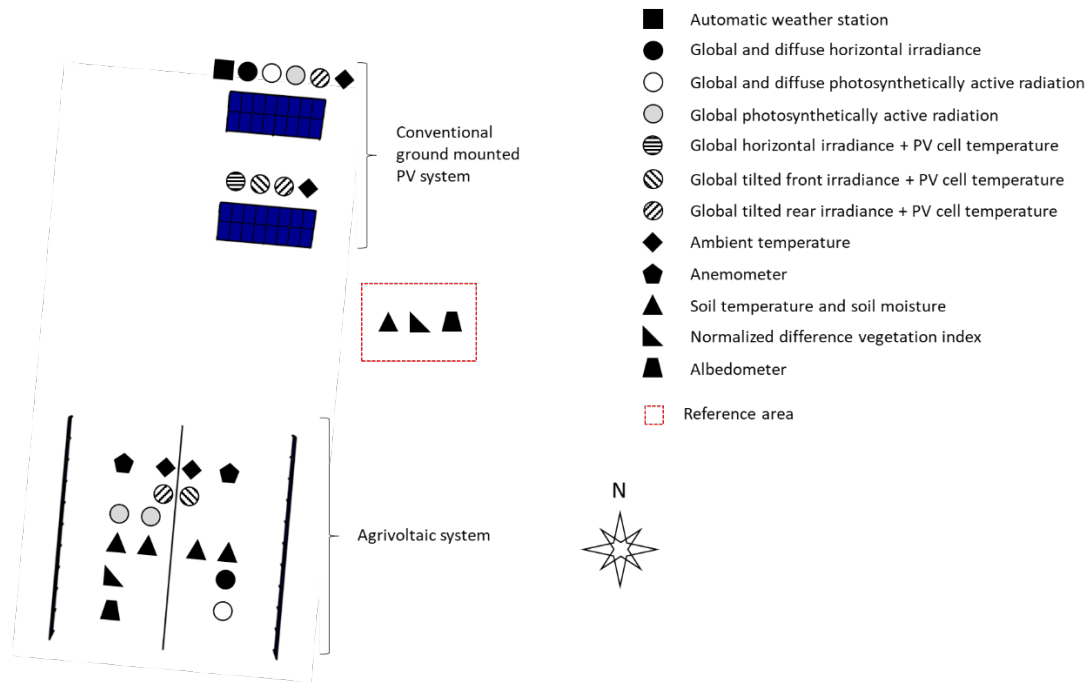 Automatic weather station
Global and diffuse horizontal irradiance
Global and diffuse photosynthetically active radiation
Global photosynthetically active radiation
Global horizontal irradiance + PV cell temperature
Global tilted front irradiance + PV cell temperature
Global tilted rear irradiance + PV cell temperature
Ambient temperature
Anemometer
Soil temperature and soil moisture
Normalized difference vegetation index
Albedometer
Reference area
Conventional
ground mounted
PV system
Agrivoltaic system
N